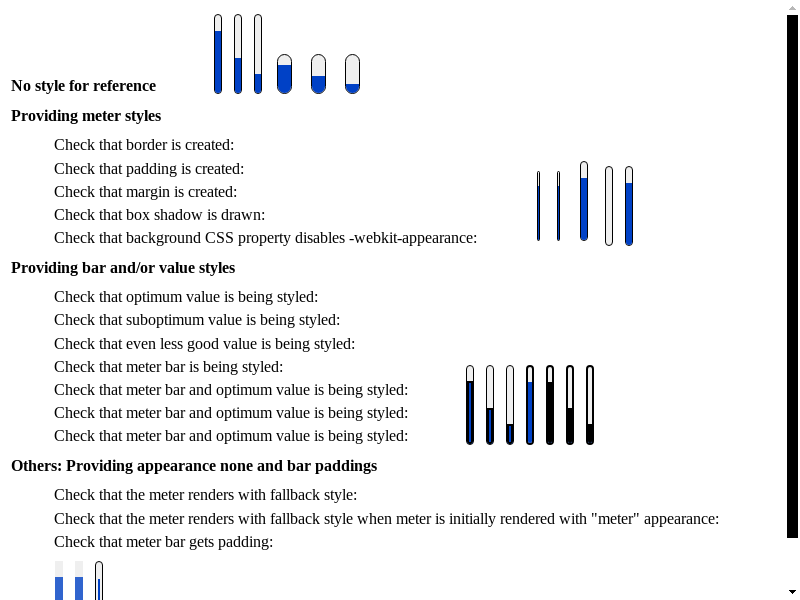 No style for reference
Providing meter styles
Check that border is created:
Check that padding is created:
Check that margin is created:
Check that box shadow is drawn:
Check that background CSS property disables -webkit-appearance:
Providing bar and/or value styles
Check that optimum value is being styled:
Check that suboptimum value is being styled:
Check that even less good value is being styled:
Check that meter bar is being styled:
Check that meter bar and optimum value is being styled:
Check that meter bar and optimum value is being styled:
Check that meter bar and optimum value is being styled:
Others: Providing appearance none and bar paddings
Check that the meter renders with fallback style:
Check that the meter renders with fallback style when meter is initially rendered with "meter" appearance:
Check that meter bar gets padding: